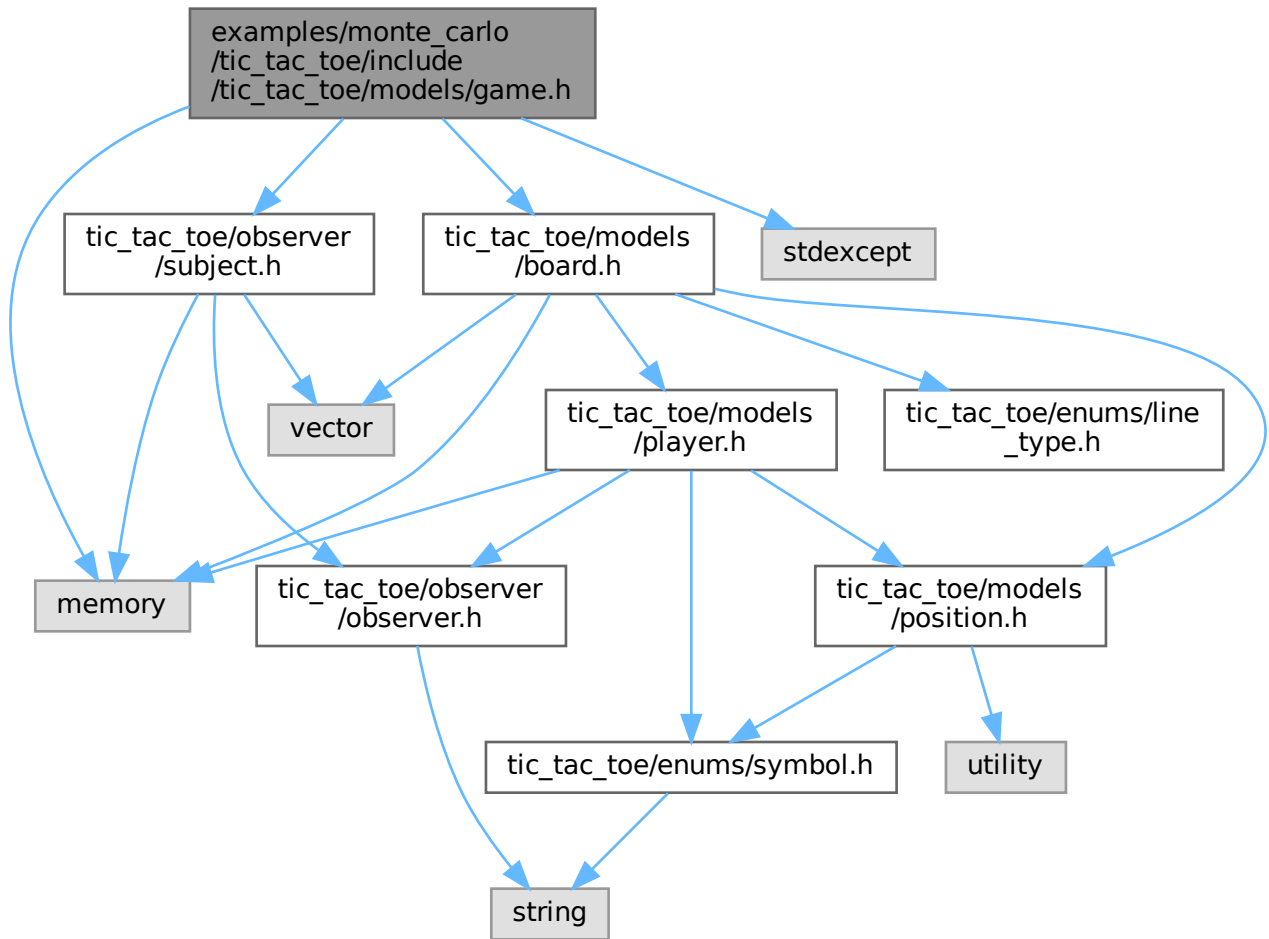 examples/monte_carlo
/tic_tac_toe/include
/tic_tac_toe/models/game.h
tic_tac_toe/observer
/subject.h
tic_tac_toe/models
/board.h
stdexcept
vector
tic_tac_toe/models
/player.h
tic_tac_toe/enums/line
_type.h
memory
tic_tac_toe/observer
/observer.h
tic_tac_toe/models
/position.h
tic_tac_toe/enums/symbol.h
utility
string